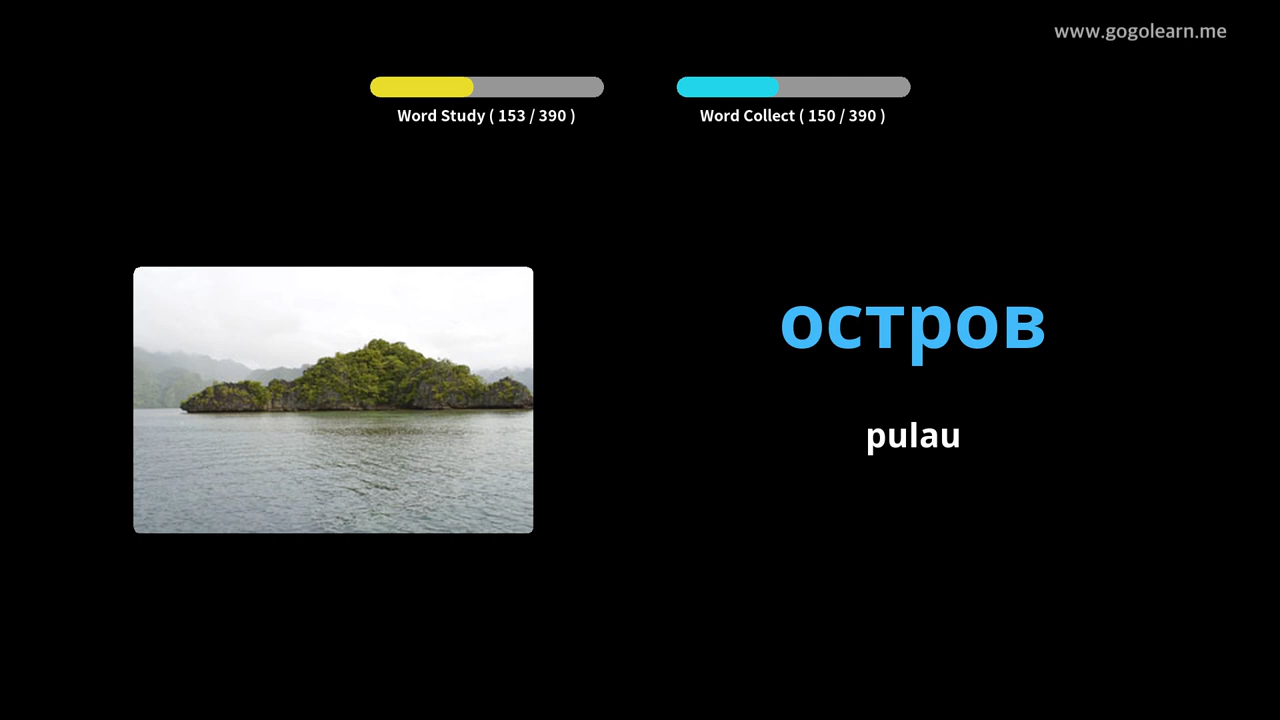 www.gogolearn.me
Word Study ( 153 / 390 )
Word Collect ( 150 / 390 )
остров
pulau